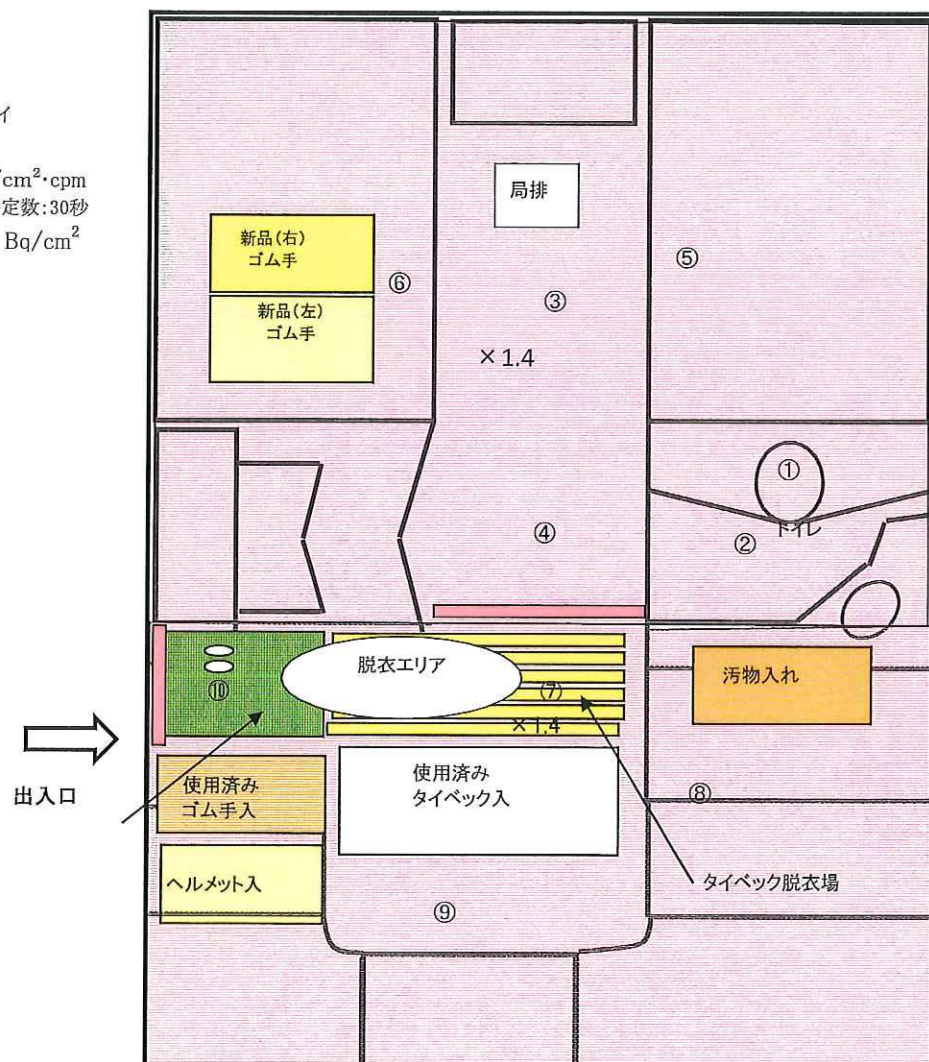 イ
cm²・cpm
定数:30秒
Bq/cm²
局排
新品(右)
ゴム手
⑥
⑤
③
新品(左)
ゴム手
×1.4
①
トイレ
②
④
脱衣エリア
⑩
⑦
×1.4
汚物入れ
出入口
使用済み
ゴム手入
使用済み
タイベック入
⑧
ヘルメット入
タイベック脱衣場
⑨